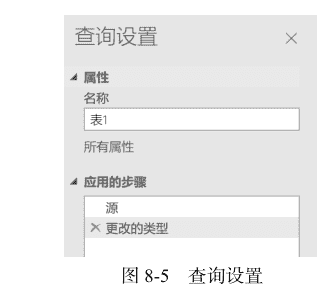 查询设置
属性
名称
表1
所有属性
应用的步骤
源
更改的类型
图 8-5 查询设置